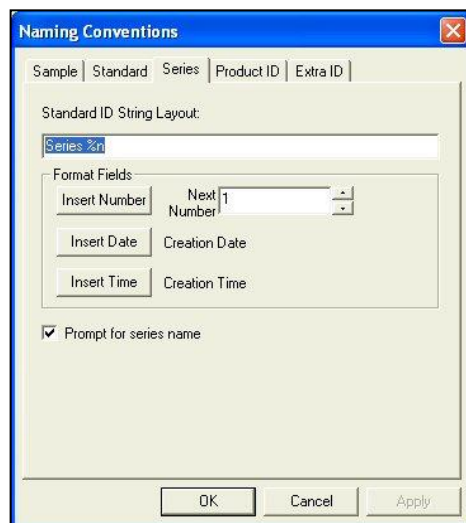 Naming Conventions
Sample Standard Series Product ID Extra ID
Standard ID String Layout:
Series %n
Format Fields
Insert Number Next Number 1
Insert Date Creation Date
Insert Time Creation Time
Prompt for series name
OK Cancel Apply